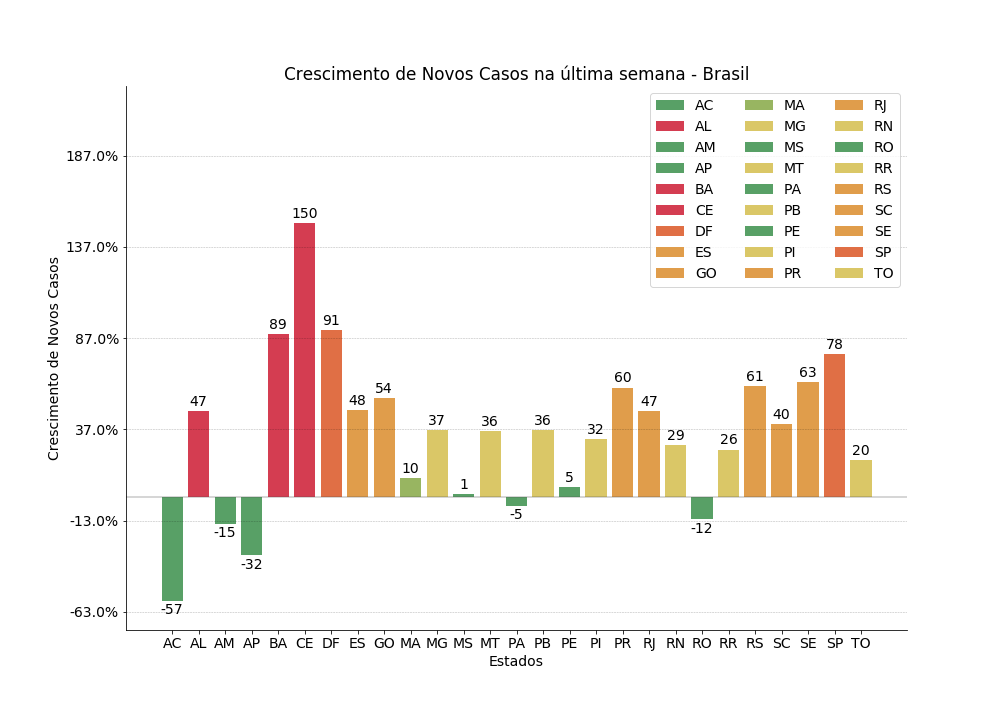 Crescimento de Novos Casos na última semana - Brasil
AC MA RJ
AL MG RN
AM MS RO
AP MT RR
BA PA RS
CE PB SC
DF PE SE
ES PI SP
GO PR TO
187.0%
137.0%
87.0%
37.0%
-13.0%
-63.0%
Crescimento de Novos Casos
-57 47 -15 -32 89 150 91 48 54 10 37 1 36 -5 36 5 32 60 47 29 -12 26 61 40 63 78 20
AC AL AM AP BA CE DF ES GO MA MG MS MT PA PB PE PI PR RJ RN RO RR RS SC SE SP TO
Estados